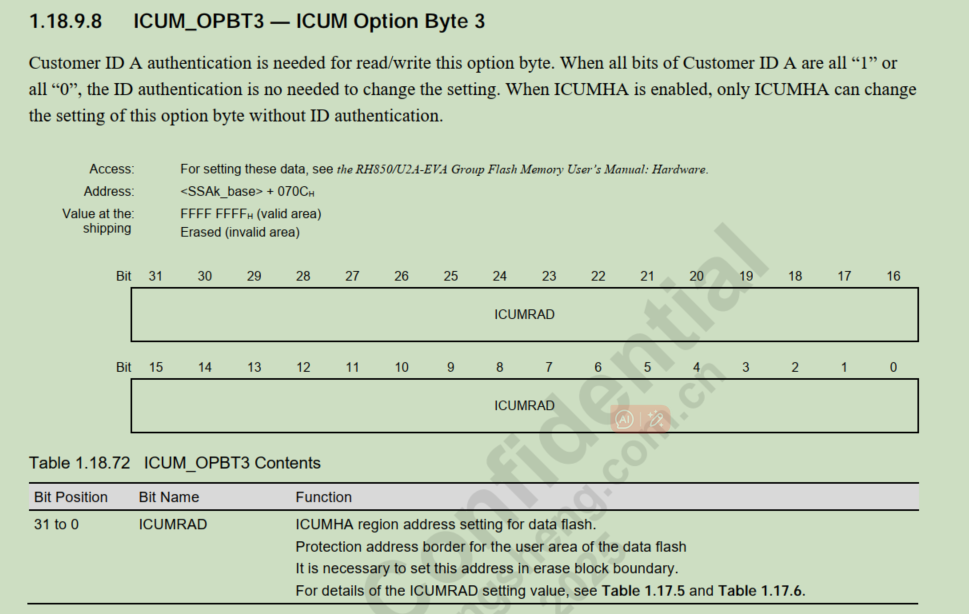 1.18.9.8 ICUM_OPBT3 — ICUM Option Byte 3
Customer ID A authentication is needed for read/write this option byte. When all bits of Customer ID A are all “1” or
all “0”, the ID authentication is no needed to change the setting. When ICUMHA is enabled, only ICUMHA can change
the setting of this option byte without ID authentication.
Access: For setting these data, see the RH850/U2A-EVA Group Flash Memory User’s Manual: Hardware.
Address: <SSAk_base> + 070CH
Value at the: FFFF FFFFH (valid area)
shipping Erased (invalid area)
Bit 31 30 29 28 27 26 25 24 23 22 21 20 19 18 17 16
ICUMRAD
Bit 15 14 13 12 11 10 9 8 7 6 5 4 3 2 1 0
ICUMRAD
AI
Table 1.18.72 ICUM_OPBT3 Contents
Bit Position Bit Name Function
31 to 0 ICUMRAD ICUMHA region address setting for data flash.
Protection address border for the user area of the data flash
It is necessary to set this address in erase block boundary.
For details of the ICUMRAD setting value, see Table 1.17.5 and Table 1.17.6.
Confidential
gsheng.com.cn
2025